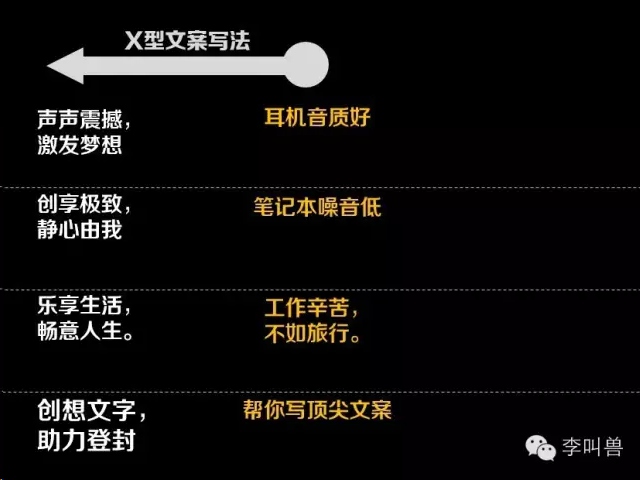 X型文案写法
声声震撼，
激发梦想
耳机音质好
创享极致，
静心由我
笔记本噪音低
乐享生活，
畅意人生。
工作辛苦，
不如旅行。
创想文字，
助力登封
帮你写顶尖文案
李叫兽